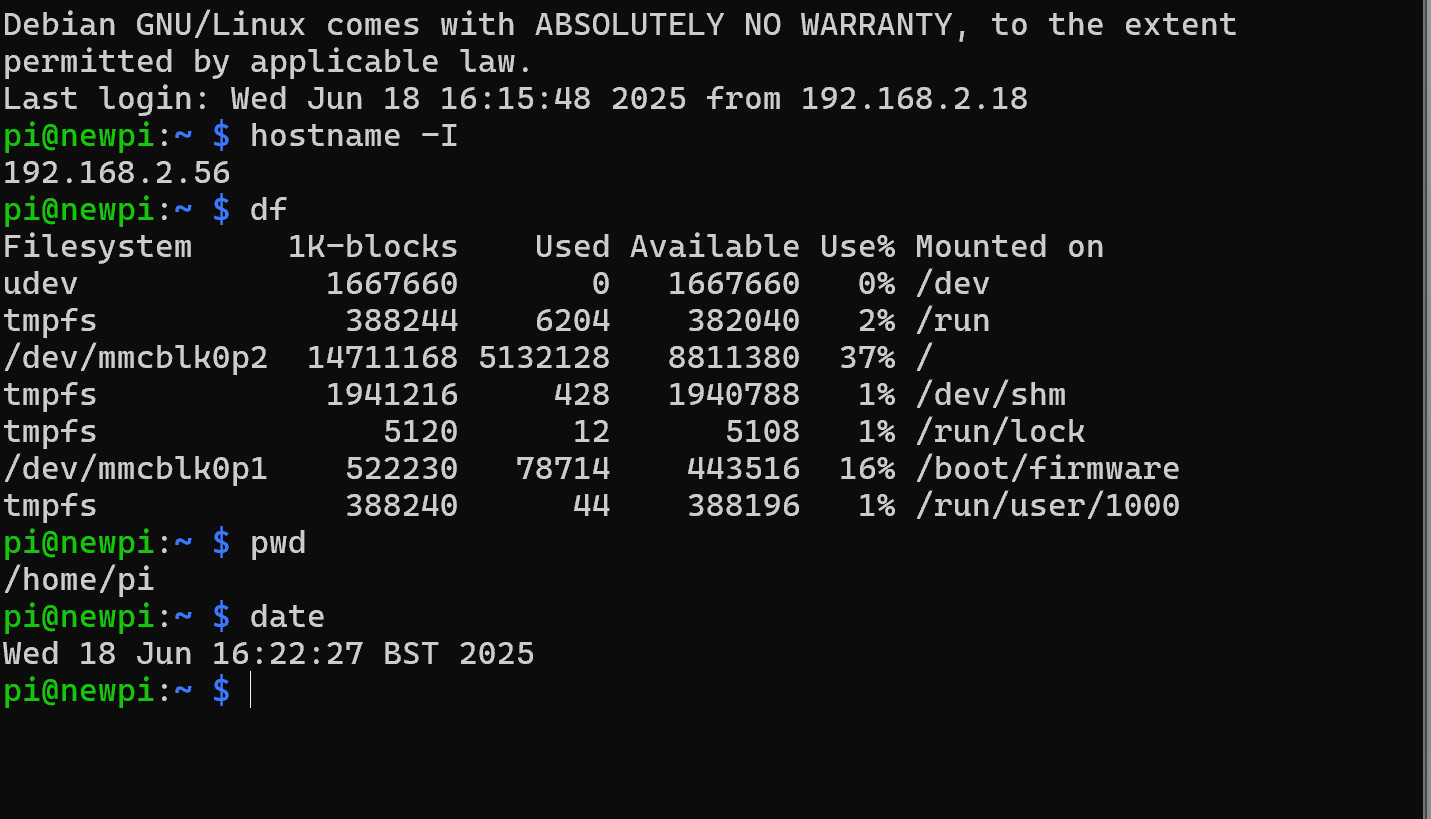 Debian GNU/Linux comes with ABSOLUTELY NO WARRANTY, to the extent
permitted by applicable law.
Last login: Wed Jun 18 16:15:48 2025 from 192.168.2.18
pi@newpi:~ $ hostname -I
192.168.2.56
pi@newpi:~ $ df
Filesystem     1K-blocks    Used Available Use% Mounted on
udev             1667660       0   1667660   0% /dev
tmpfs             388244    6204    382040   2% /run
/dev/mmcblk0p2  14711168 5132128   8811380  37% /
tmpfs            1941216     428   1940788   1% /dev/shm
tmpfs               5120      12      5108   1% /run/lock
/dev/mmcblk0p1    522230   78714    443516  16% /boot/firmware
tmpfs             388240      44    388196   1% /run/user/1000
pi@newpi:~ $ pwd
/home/pi
pi@newpi:~ $ date
Wed 18 Jun 16:22:27 BST 2025
pi@newpi:~ $